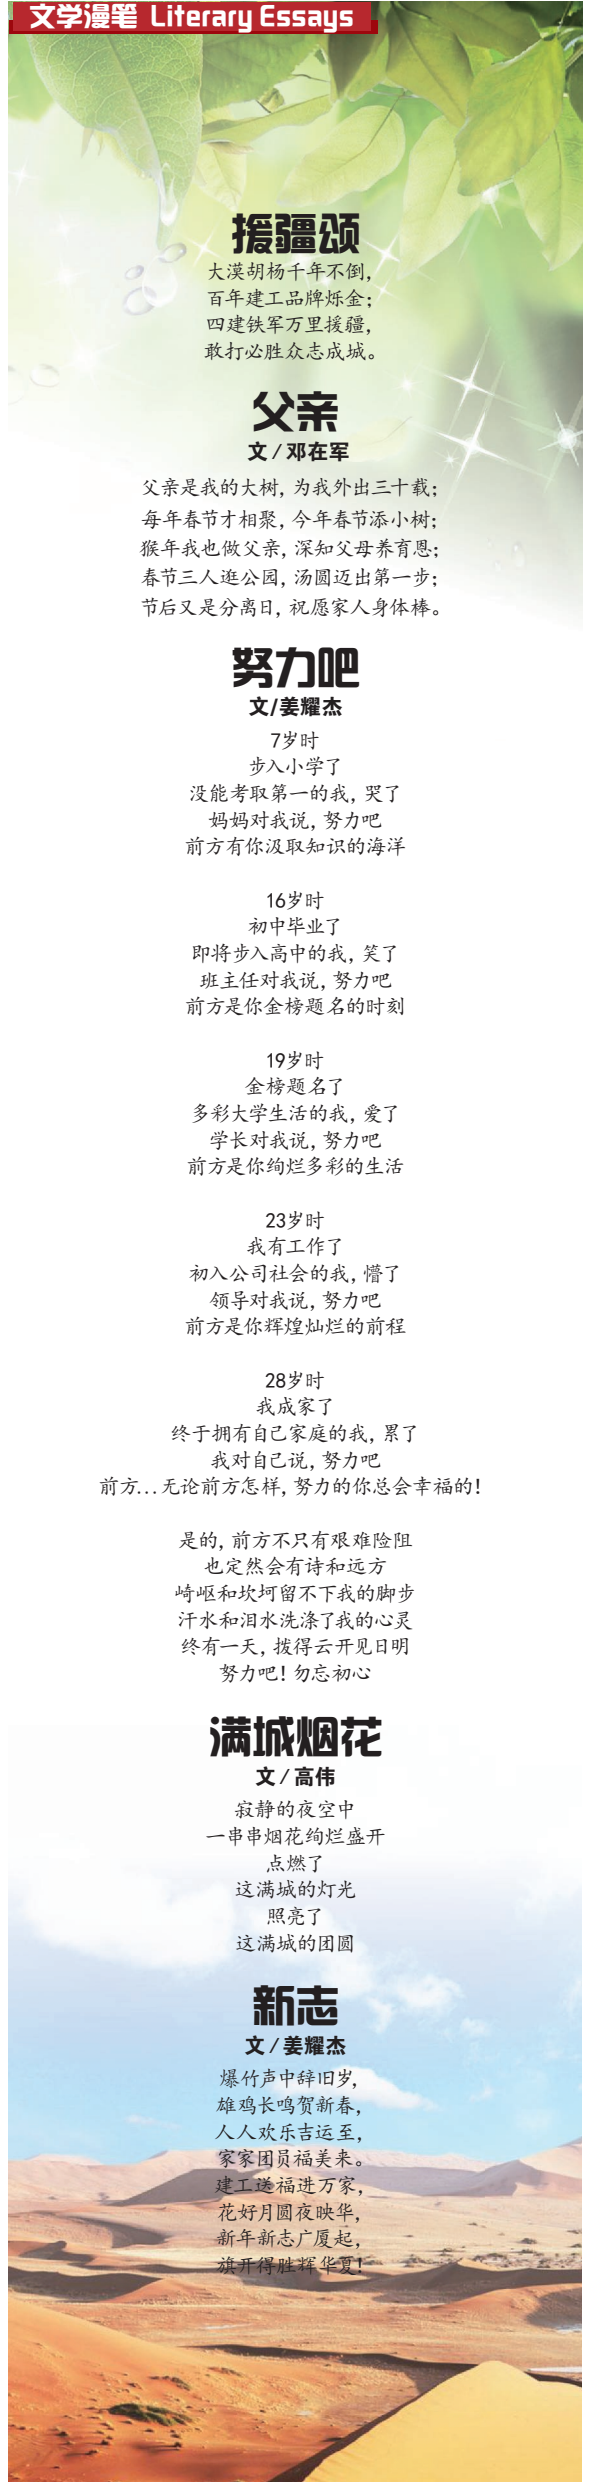 文学漫笔 Literary Essays
援疆颂
大漠胡杨千年不倒，
百年建工品牌烁金；
四建铁军万里援疆，
敢打必胜众志成城。
父亲
文/邓在军
父亲是我的大树，为我外出三十载；
每年春节才相聚，今年春节添小树；
猴年我也做父亲，深知父母养育恩；
春节三人逛公园，汤圆迈出第一步；
节后又是分离日，祝愿家人身体棒。
努力吧
文/姜耀杰
7岁时
步入小学了
没能考取第一的我，哭了
妈妈对我说，努力吧
前方有你汲取知识的海洋
16岁时
初中毕业了
即将步入高中的我，笑了
班主任对我说，努力吧
前方是你金榜题名的时刻
19岁时
金榜题名了
多彩大学生活的我，爱了
学长对我说，努力吧
前方是你绚烂多彩的生活
23岁时
我有工作了
初入公司社会的我，懵了
领导对我说，努力吧
前方是你辉煌灿烂的前程
28岁时
我成家了
终于拥有自己家庭的我，累了
我对自己说，努力吧
前方...无论前方怎样，努力的你总会幸福的！
是的，前方不只有艰难险阻
也定然会有诗和远方
崎岖和坎坷留不下我的脚步
汗水和泪水洗涤了我的心灵
终有一天，拨得云开见日明
努力吧！勿忘初心
满城烟花
文/高伟
寂静的夜空中
一串串烟花绚烂盛开
点燃了
这满城的灯光
照亮了
这满城的团圆
新志
文/姜耀杰
爆竹声中辞旧岁，
雄鸡长鸣贺新春，
人人欢乐吉运至，
家家团员福美来。
建工送福进万家，
花好月圆夜映华，
新年新志广厦起，
旗开得胜辉华夏！